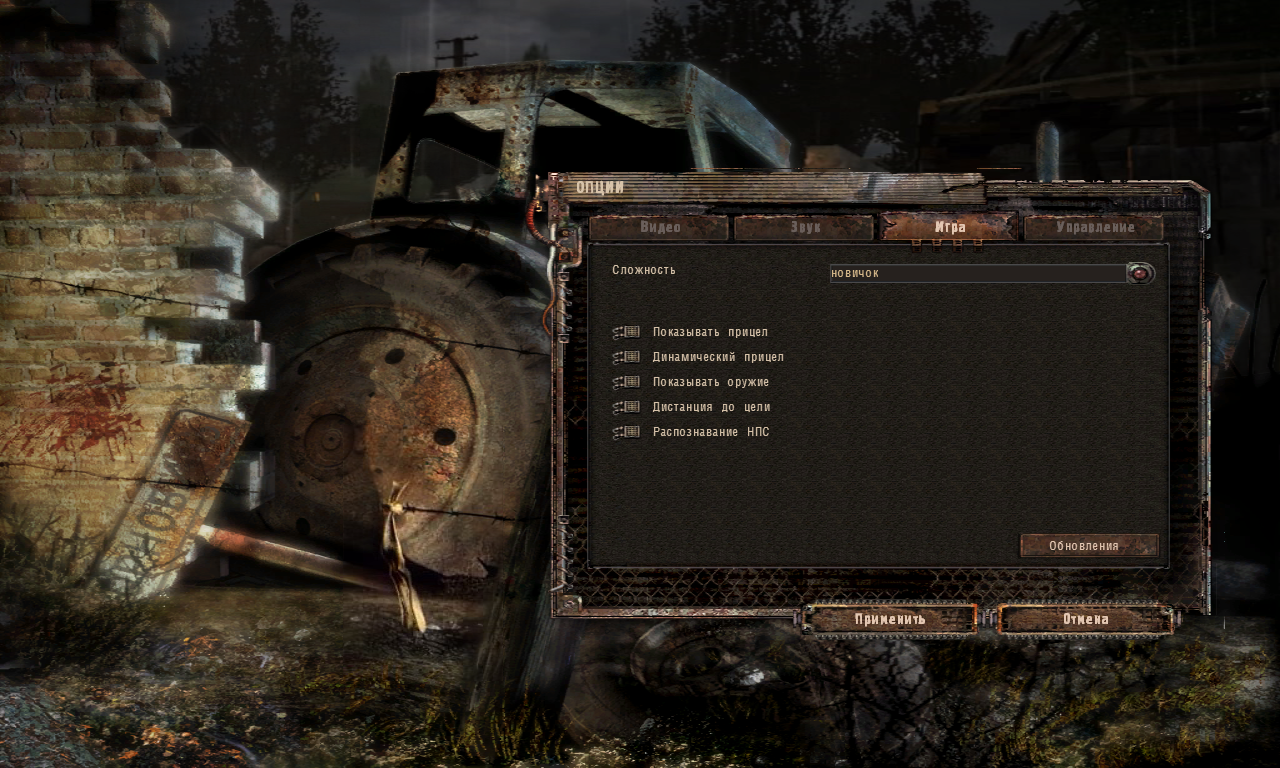 ОПЦИИ
Видео Звук Игра Управление
Сложность новичок
Показывать прицел
Динамический прицел
Показывать оружие
Дистанция до цели
Распознавание НПС
Обновления
Применить Отмена